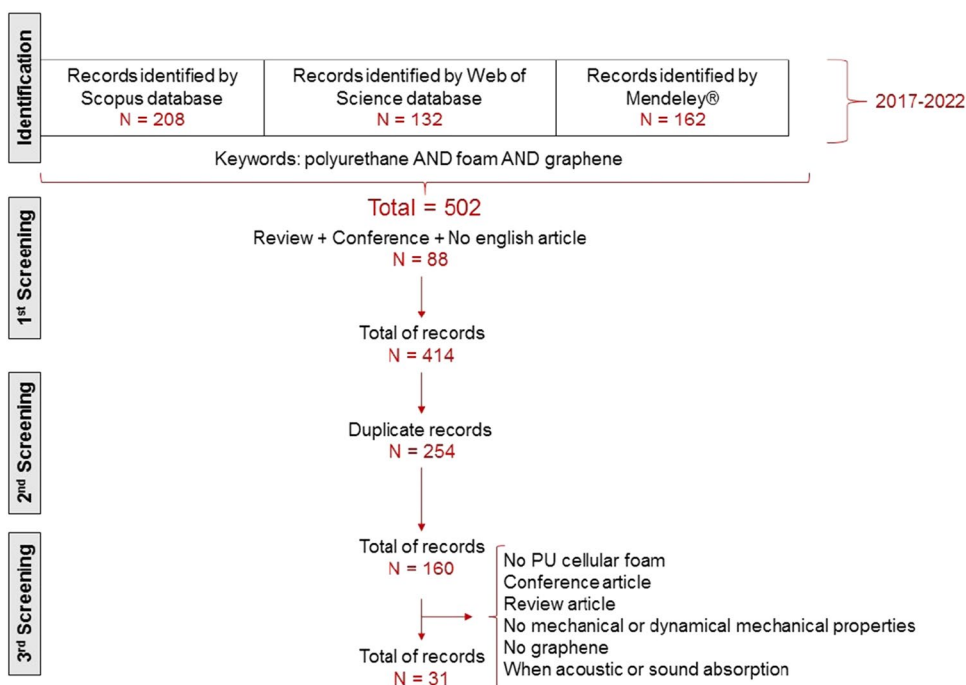 Identification
Records identified by
Scopus database
N = 208
Records identified by Web of
Science database
N = 132
Records identified by
Mendeley®
N = 162
2017-2022
Keywords: polyurethane AND foam AND graphene
1st Screening
Total = 502
Review + Conference + No english article
N = 88
Total of records
N = 414
2nd Screening
Duplicate records
N = 254
3rd Screening
Total of records
N = 160
No PU cellular foam
Conference article
Review article
No mechanical or dynamical mechanical properties
No graphene
When acoustic or sound absorption
Total of records
N = 31